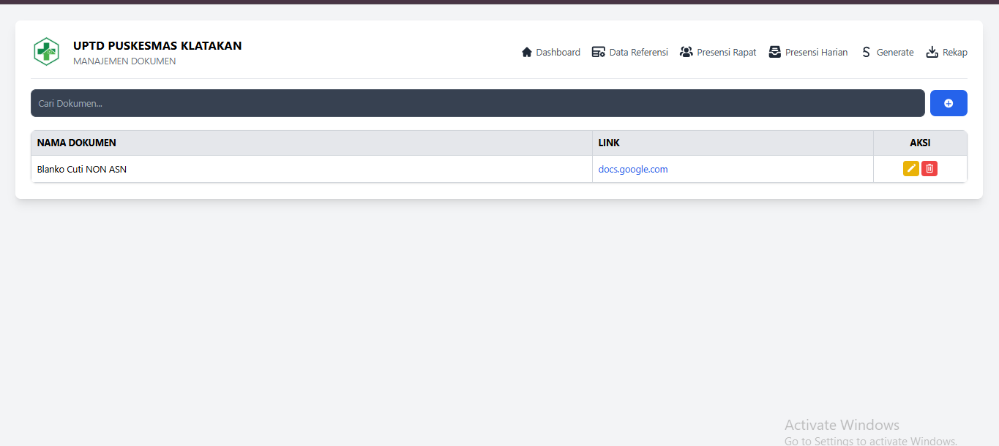 UPTD PUSKESMAS KLATAKAN
MANAJEMEN DOKUMEN
Dashboard Data Referensi Presensi Rapat Presensi Harian Generate Rekap
Cari Dokumen...
NAMA DOKUMEN LINK AKSI
Blanko Cuti NON ASN docs.google.com
Activate Windows
Go to Settings to activate Windows.